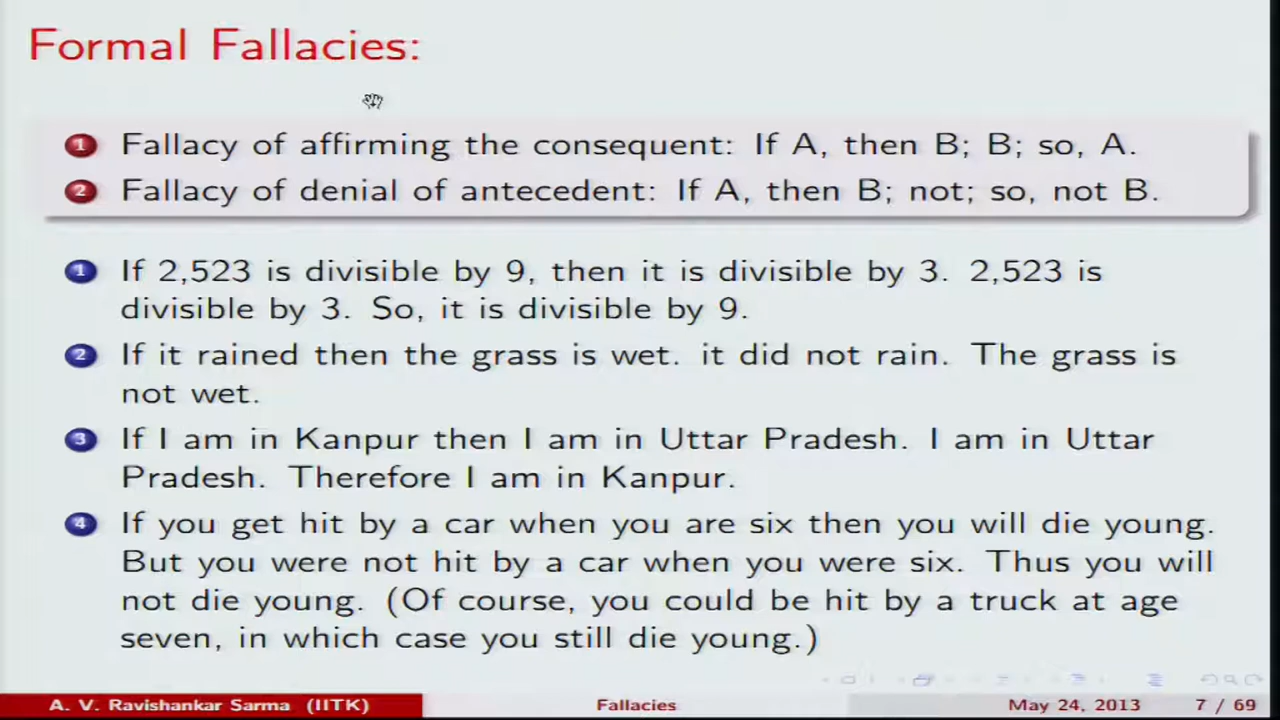 Formal Fallacies:
1 Fallacy of affirming the consequent: If A, then B; B; so, A.
2 Fallacy of denial of antecedent: If A, then B; not; so, not B.
1 If 2,523 is divisible by 9, then it is divisible by 3. 2,523 is
divisible by 3. So, it is divisible by 9.
2 If it rained then the grass is wet. it did not rain. The grass is
not wet.
3 If I am in Kanpur then I am in Uttar Pradesh. I am in Uttar
Pradesh. Therefore I am in Kanpur.
4 If you get hit by a car when you are six then you will die young.
But you were not hit by a car when you were six. Thus you will
not die young. (Of course, you could be hit by a truck at age
seven, in which case you still die young.)
A. V. Ravishankar Sarma (IITK) Fallacies May 24, 2013 7 / 69